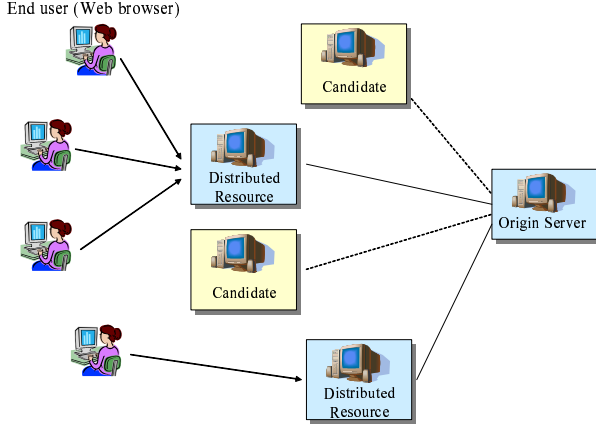 End user (Web browser)
Candidate
Distributed
Resource
Origin Server
Candidate
Distributed
Resource